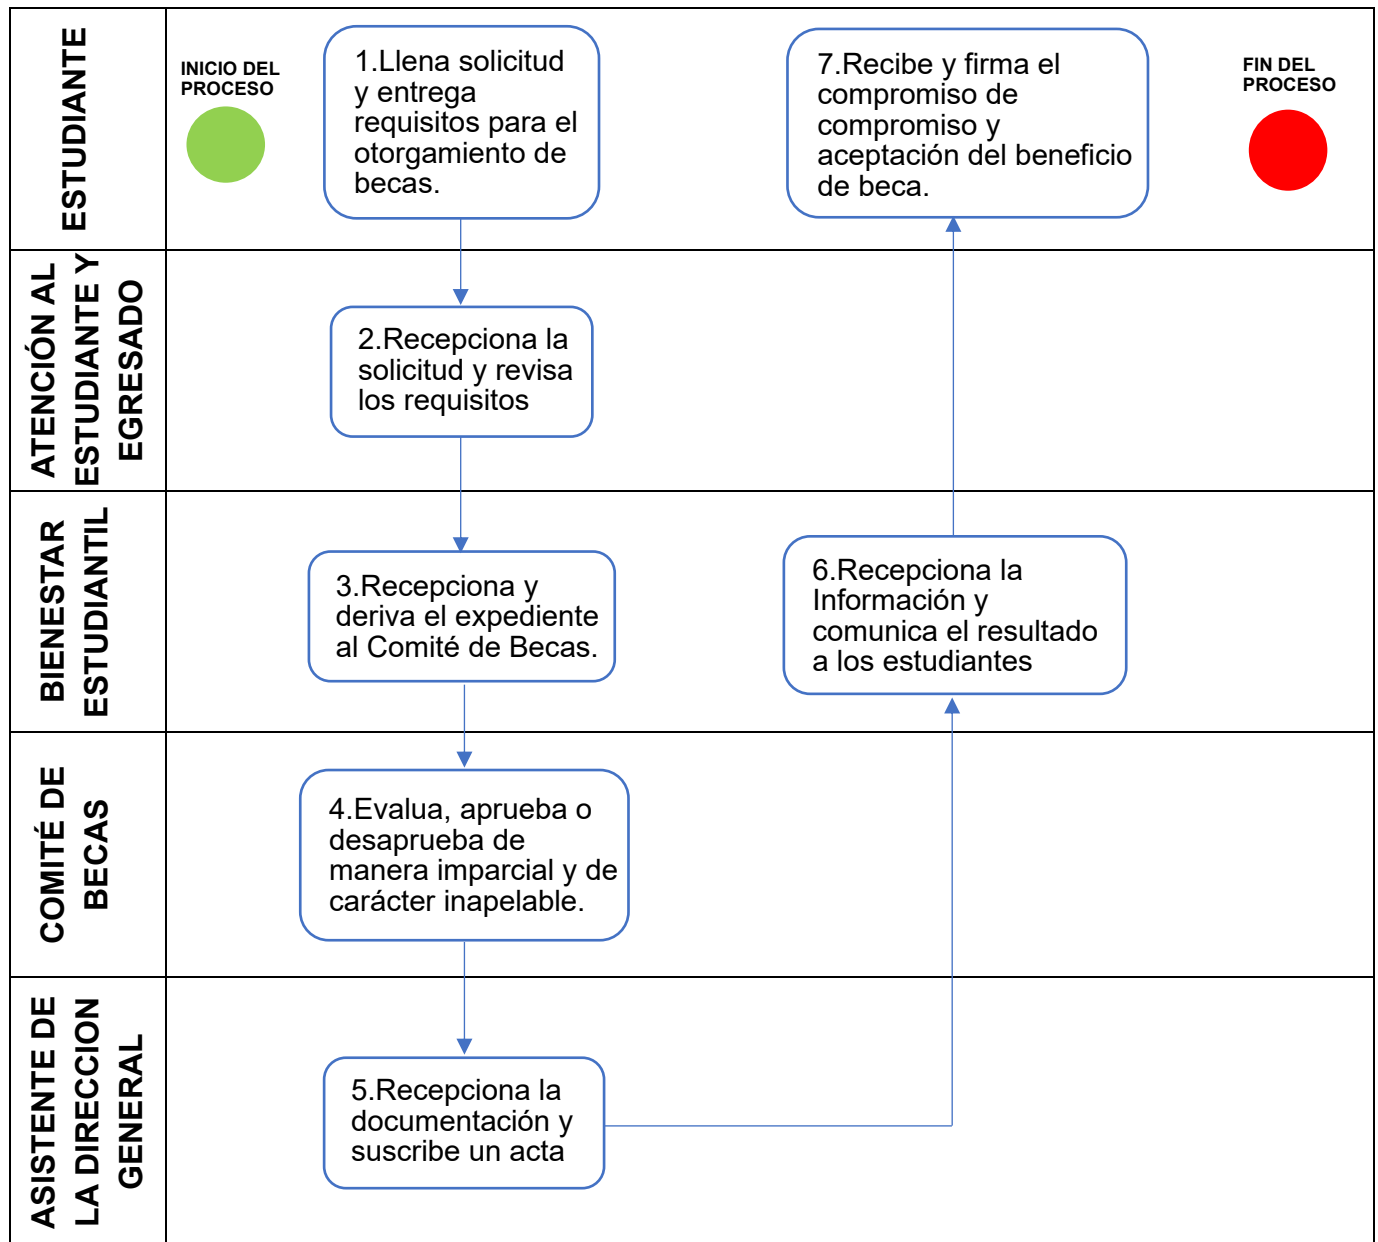 ESTUDIANTE
INICIO DEL
PROCESO
1.Llena solicitud
y entrega
requisitos para el
otorgamiento de
becas.
7.Recibe y firma el
compromiso de
compromiso y
aceptación del beneficio
de beca.
FIN DEL
PROCESO
ATENCIÓN AL
ESTUDIANTE Y
EGRESADO
2.Recepciona la
solicitud y revisa
los requisitos
BIENESTAR
ESTUDIANTIL
3.Recepciona y
deriva el expediente
al Comité de Becas.
6.Recepciona la
Información y
comunica el resultado
a los estudiantes
COMITÉ DE
BECAS
4.Evalua, aprueba o
desaprueba de
manera imparcial y de
carácter inapelable.
ASISTENTE DE
LA DIRECCION
GENERAL
5.Recepciona la
documentación y
suscribe un acta